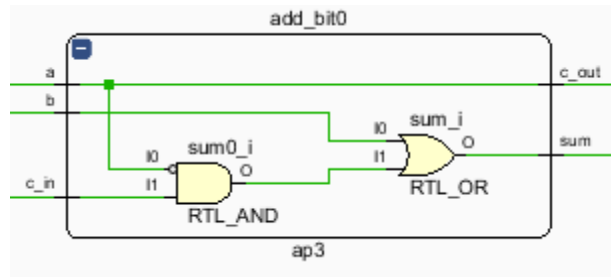 add_bit0
a
c_out
b
sum_i
I0
O
sum0_i
I1
sum
I0
O
c_in
I1
RTL_OR
RTL_AND
ap3